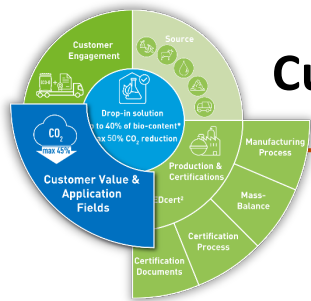 Customer
Engagement
Source
Cu
Drop-in solution
to 40% of bio-content*
max 50% CO₂ reduction
CO₂
max 45%
Customer Value &
Application
Fields
Production &
Certifications
EDcert²
Manufacturing
Process
Mass-
Balance
Certification
Process
Certification
Documents